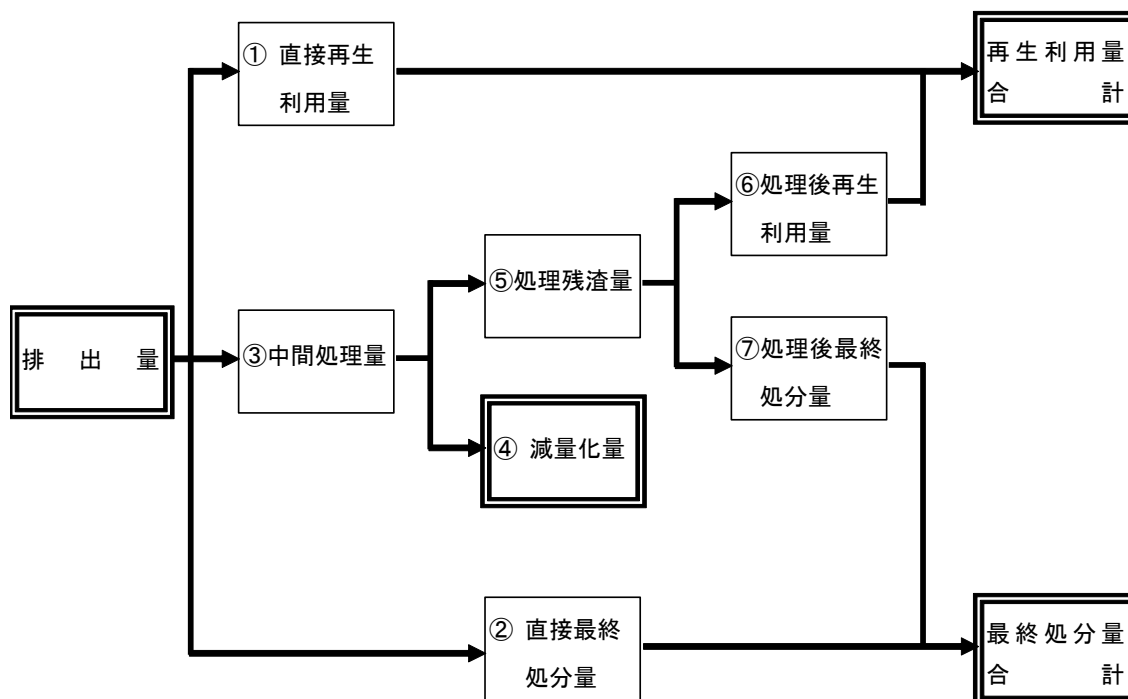 ① 直接再生
利用量
再生利用量
合計
⑥処理後再生
利用量
⑤処理残渣量
排出量
③中間処理量
⑦処理後最終
処分量
④ 減量化量
② 直接最終
処分量
最終処分量
合計